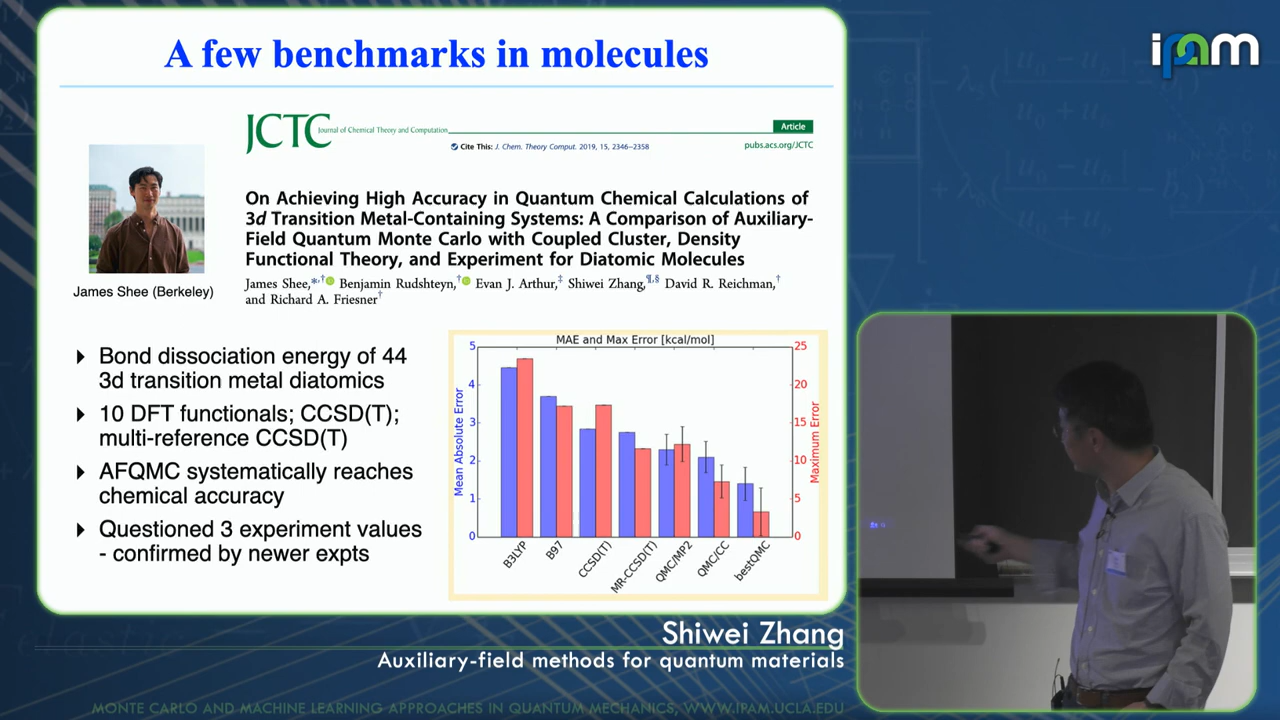 A few benchmarks in molecules
ipam
JCTC Journal of Chemical Theory and Computation
Article
Cite This: J. Chem. Theory Comput. 2019, 15, 2346−2358
pubs.acs.org/JCTC
On Achieving High Accuracy in Quantum Chemical Calculations of
3d Transition Metal-Containing Systems: A Comparison of Auxiliary-
Field Quantum Monte Carlo with Coupled Cluster, Density
Functional Theory, and Experiment for Diatomic Molecules
James Shee,*,† Benjamin Rudshteyn,† Evan J. Arthur,‡ Shiwei Zhang,¶,§ David R. Reichman,†
and Richard A. Friesner†
James Shee (Berkeley)
Bond dissociation energy of 44
3d transition metal diatomics
10 DFT functionals; CCSD(T);
multi-reference CCSD(T)
AFQMC systematically reaches
chemical accuracy
Questioned 3 experiment values
- confirmed by newer expts
MAE and Max Error [kcal/mol]
Mean Absolute Error
5
4
3
2
1
0
25
20
15
10
5
0
Maximum Error
B3LYP
B97
CCSD(T)
MR-CCSD(T)
QMC/MP2
QMC/CC
bestQMC
Shiwei Zhang
Auxiliary-field methods for quantum materials
MONTE CARLO AND MACHINE LEARNING APPROACHES IN QUANTUM MECHANICS, WWW.IPAM.UCLA.EDU